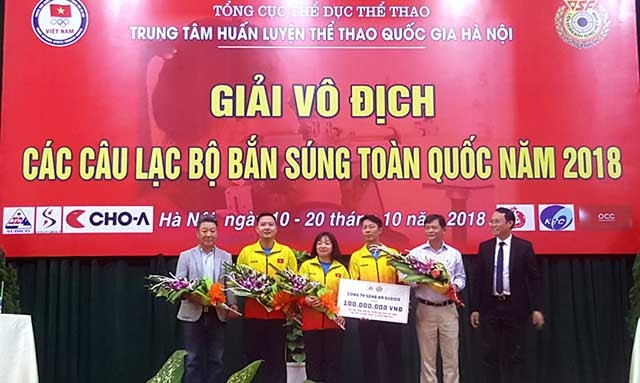 TỔNG CỤC THỂ DỤC THỂ THAO
TRUNG TÂM HUẤN LUYỆN THỂ THAO QUỐC GIA HÀ NỘI
VIỆT NAM
GIẢI VÔ ĐỊCH
CÁC CÂU LẠC BỘ BẮN SÚNG TOÀN QUỐC NĂM 2018
SUDICO
CHO-A
Hà Nội, ngày 10 - 20 tháng 10 năm 2018
OCC
CÔNG TY SÔNG ĐÀ SUDICO
100.000.000 VNĐ